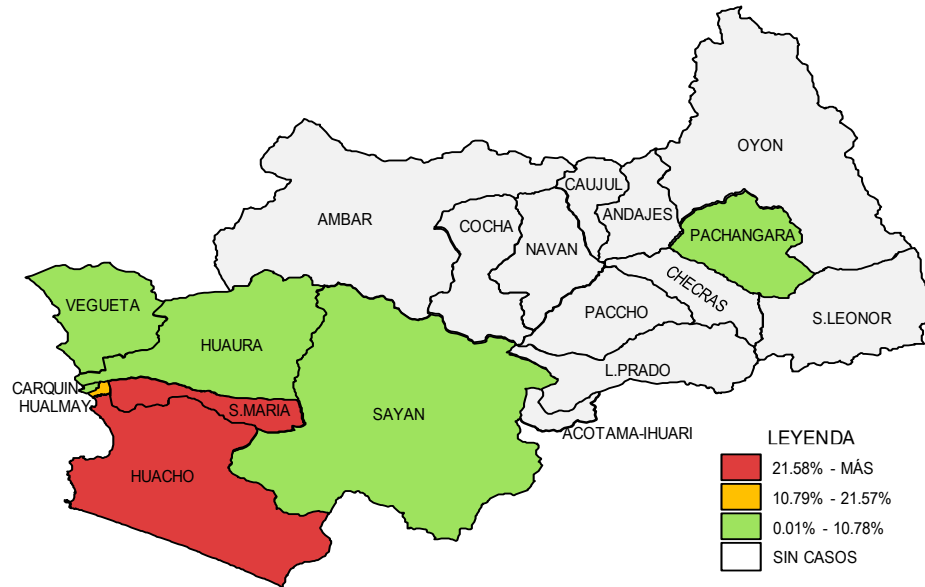 OYON
CAUJUL
AMBAR
COCHA
ANDAJES
NAVAN
PACHANGARA
CHECRAS
VEGUETA
PACCHO
S.LEONOR
HUAURA
L.PRADO
CARQUIN
HUALMAY
S.MARIA
SAYAN
ACOTAMA-IHUARI
HUACHO
LEYENDA
21.58% - MÁS
10.79% - 21.57%
0.01% - 10.78%
SIN CASOS